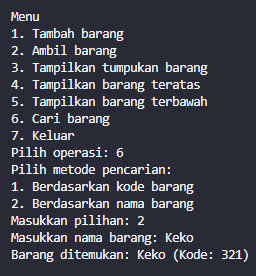 Menu
1. Tambah barang
2. Ambil barang
3. Tampilkan tumpukan barang
4. Tampilkan barang teratas
5. Tampilkan barang terbawah
6. Cari barang
7. Keluar
Pilih operasi: 6
Pilih metode pencarian:
1. Berdasarkan kode barang
2. Berdasarkan nama barang
Masukkan pilihan: 2
Masukkan nama barang: Keko
Barang ditemukan: Keko (Kode: 321)